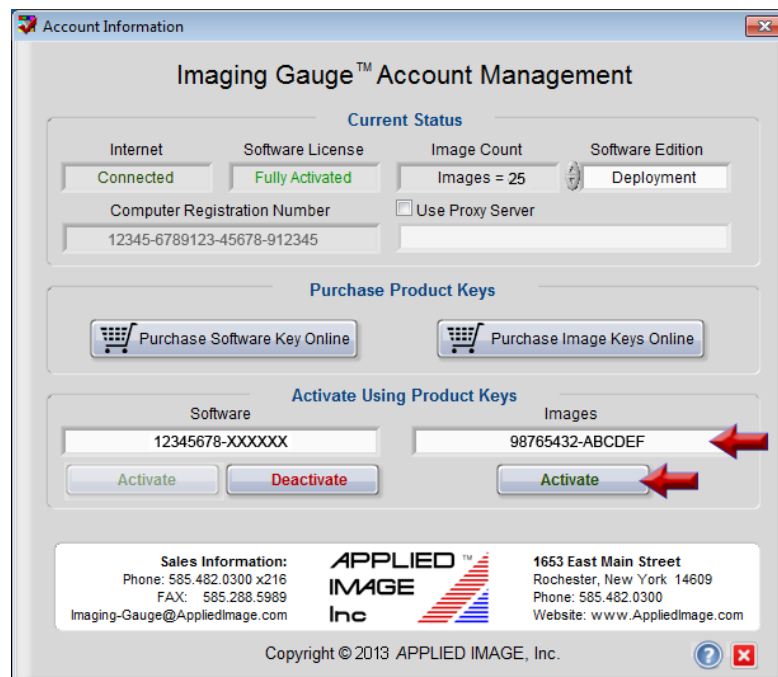 Account Information
Imaging Gauge™ Account Management
Current Status
Internet Software License Image Count Software Edition
Connected Fully Activated Images = 25 Deployment
Computer Registration Number Use Proxy Server
12345-6789123-45678-912345
Purchase Product Keys
Purchase Software Key Online Purchase Image Keys Online
Activate Using Product Keys
Software Images
12345678-XXXXXX 98765432-ABCDEF
Activate Deactivate Activate
Sales Information:
Phone: 585.482.0300 x216
FAX: 585.288.5989
Imaging-Gauge@AppliedImage.com
APPLIED ™
IMAGE
Inc
1653 East Main Street
Rochester, New York 14609
Phone: 585.482.0300
Website: www.AppliedImage.com
Copyright © 2013 APPLIED IMAGE, Inc.